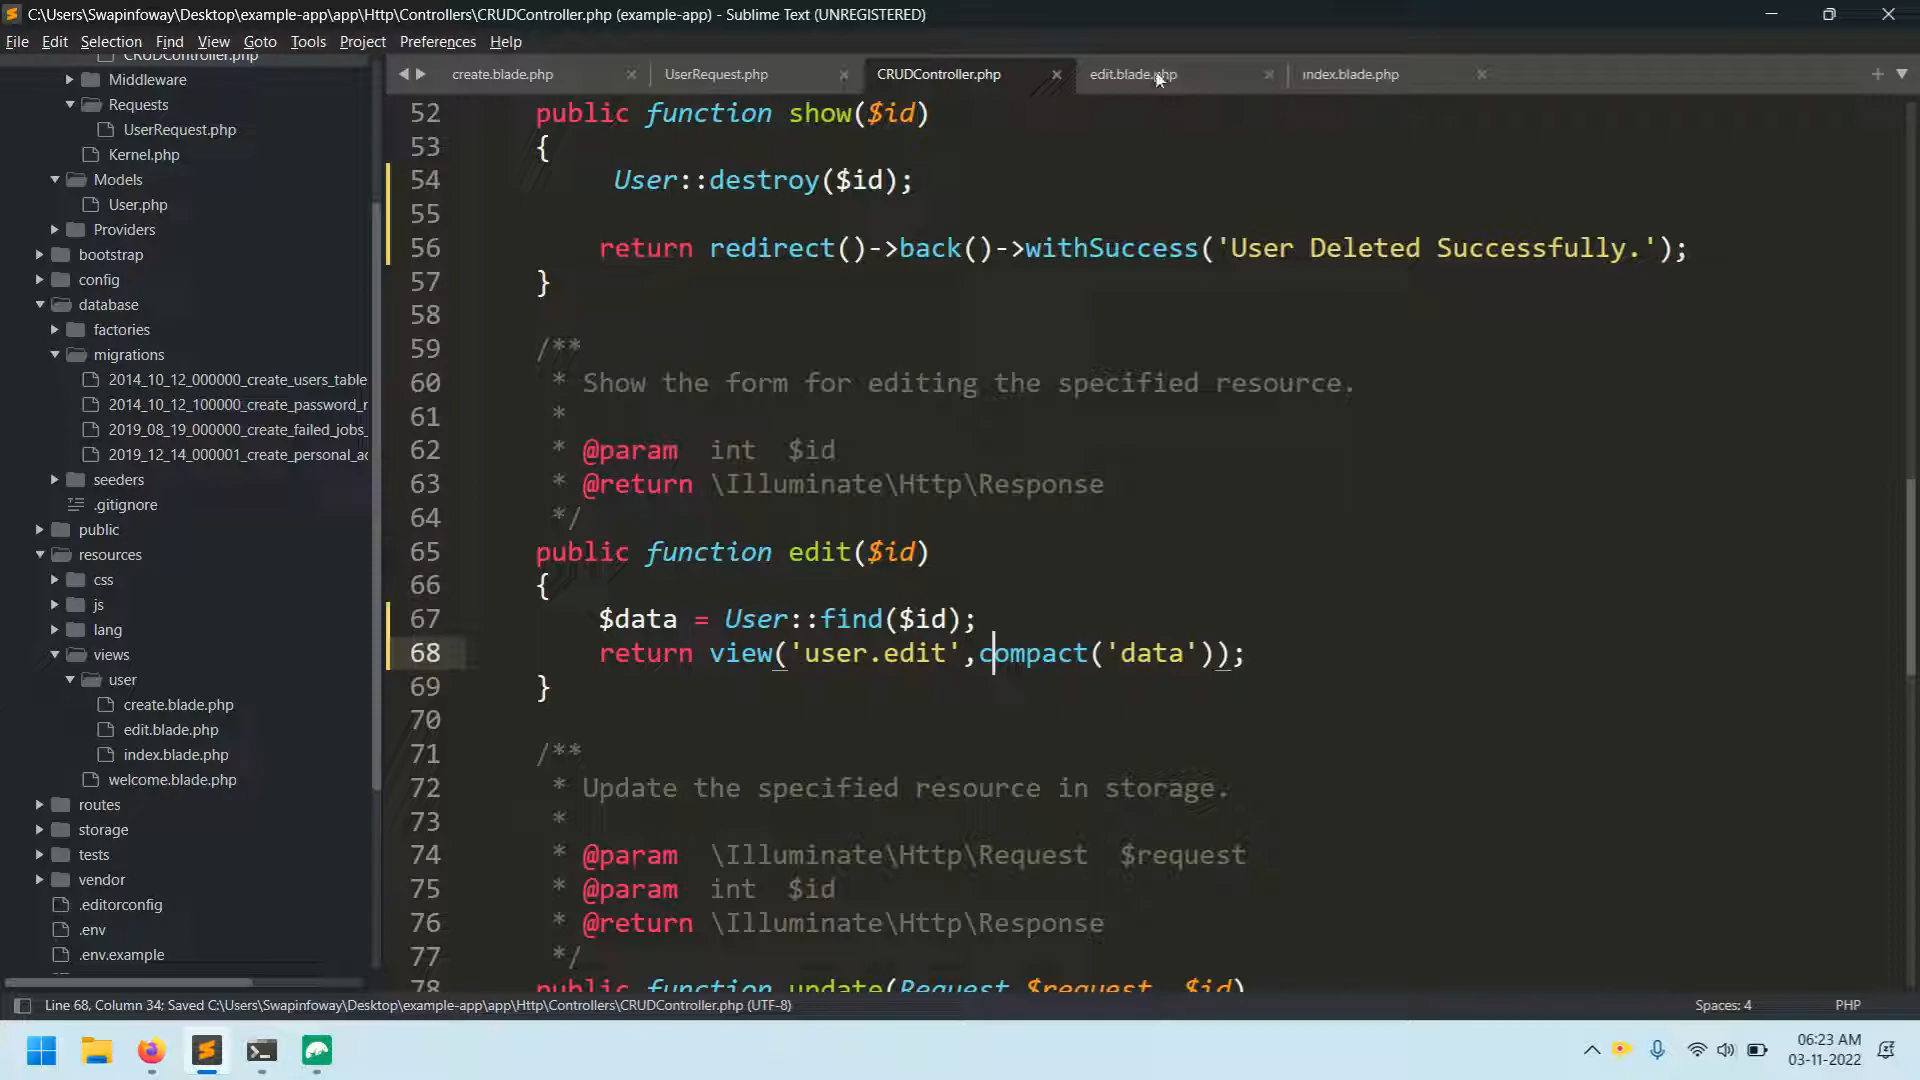 C:\Users\Swapinfoway\Desktop\example-app\app\Http\Controllers\CRUDController.php (example-app) - Sublime Text (UNREGISTERED)
File Edit Selection Find View Goto Tools Project Preferences Help
CRUDController.php
Middleware
Requests
UserRequest.php
Kernel.php
Models
User.php
Providers
bootstrap
config
database
factories
migrations
2014_10_12_000000_create_users_table
2014_10_12_100000_create_password_r
2019_08_19_000000_create_failed_jobs_
2019_12_14_000001_create_personal_ac
seeders
.gitignore
public
resources
css
js
lang
views
user
create.blade.php
edit.blade.php
index.blade.php
welcome.blade.php
routes
storage
tests
vendor
.editorconfig
.env
.env.example
create.blade.php UserRequest.php CRUDController.php edit.blade.php index.blade.php
52 public function show($id)
53 {
54 User::destroy($id);
55
56 return redirect()->back()->withSuccess('User Deleted Successfully.');
57 }
58
59 /**
60 * Show the form for editing the specified resource.
61 *
62 * @param int $id
63 * @return \Illuminate\Http\Response
64 */
65 public function edit($id)
66 {
67 $data = User::find($id);
68 return view('user.edit',compact('data'));
69 }
70
71 /**
72 * Update the specified resource in storage.
73 *
74 * @param \Illuminate\Http\Request $request
75 * @param int $id
76 * @return \Illuminate\Http\Response
77 */
78 public function update(Request $request, $id)
Line 68, Column 34; Saved C:\Users\Swapinfoway\Desktop\example-app\app\Http\Controllers\CRUDController.php (UTF-8) Spaces: 4 PHP
06:23 AM
03-11-2022